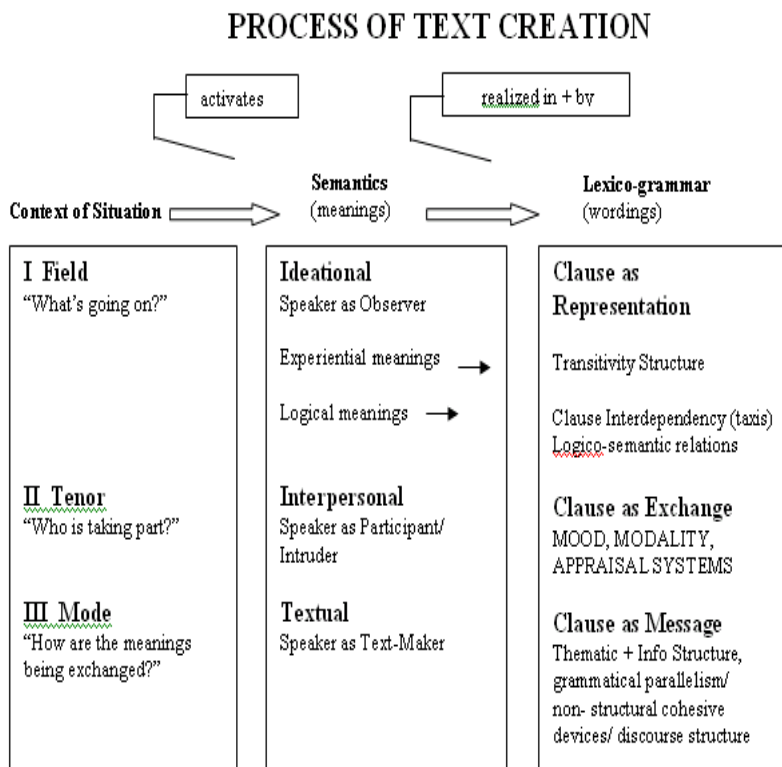 PROCESS OF TEXT CREATION
activates
realized in + by
Context of Situation
Semantics
(meanings)
Lexico-grammar
(wordings)
I Field
“What’s going on?”
II Tenor
“Who is taking part?”
III Mode
“How are the meanings
being exchanged?”
Ideational
Speaker as Observer
Experiential meanings
Logical meanings
Interpersonal
Speaker as Participant/
Intruder
Textual
Speaker as Text-Maker
Clause as
Representation
Transitivity Structure
Clause Interdependency (taxis)
Logico-semantic relations
Clause as Exchange
MOOD, MODALITY,
APPRAISAL SYSTEMS
Clause as Message
Thematic + Info Structure,
grammatical parallelism/
non- structural cohesive
devices/ discourse structure